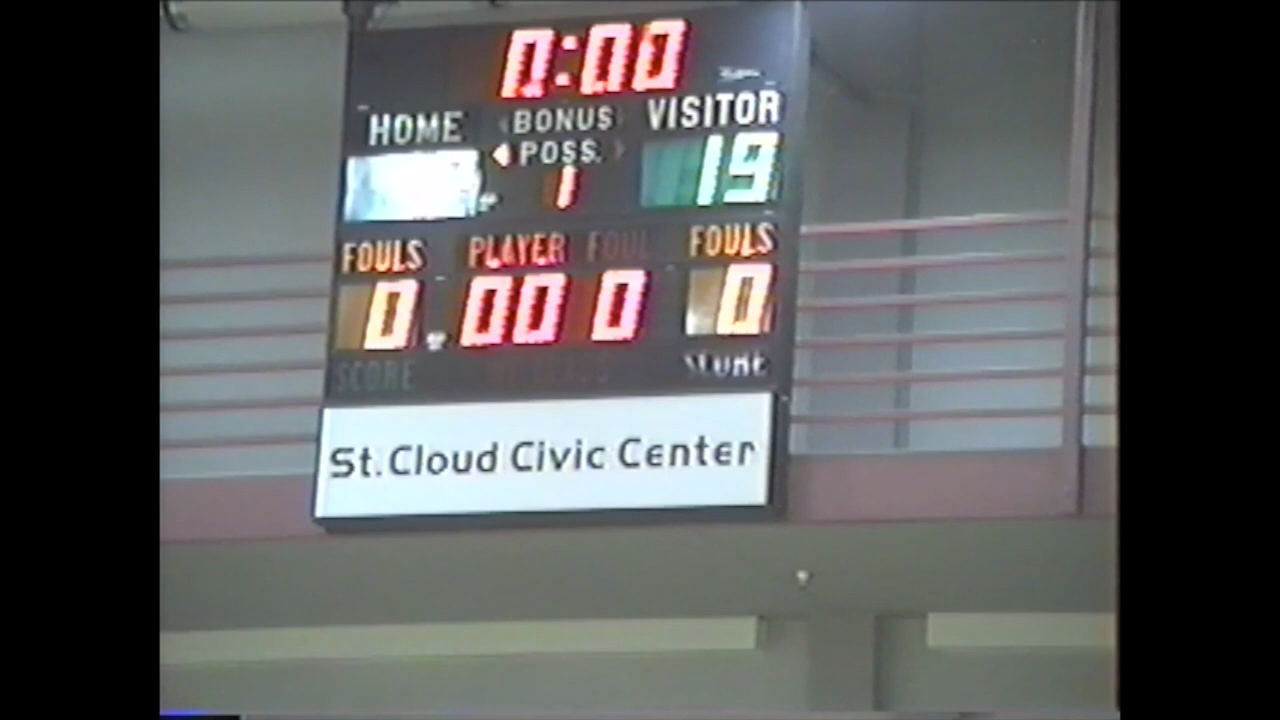 0:00
HOME BONUS VISITOR
POSS.
1 19
FOULS PLAYER FOUL FOULS
0 00 0 0
SCORE SCORE
St. Cloud Civic Center